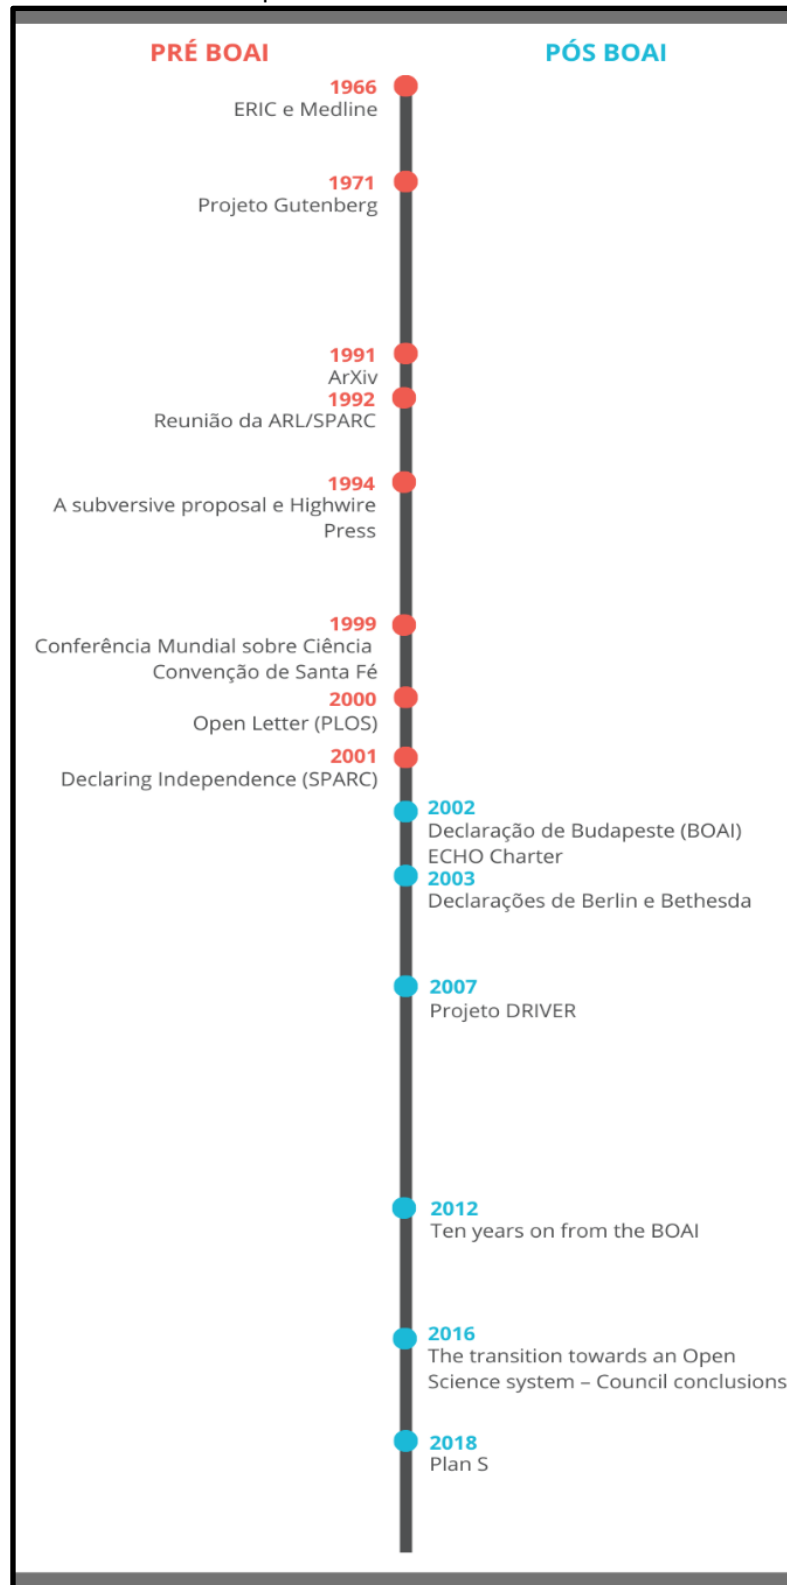 PRÉ BOAI
PÓS BOAI
1966
ERIC e Medline
1971
Projeto Gutenberg
1991
ArXiv
1992
Reunião da ARL/SPARC
1994
A subversive proposal e Highwire
Press
1999
Conferência Mundial sobre Ciência
Convenção de Santa Fé
2000
Open Letter (PLOS)
2001
Declaring Independence (SPARC)
2002
Declaração de Budapeste (BOAI)
ECHO Charter
2003
Declarações de Berlin e Bethesda
2007
Projeto DRIVER
2012
Ten years on from the BOAI
2016
The transition towards an Open
Science system – Council conclusions
2018
Plan S